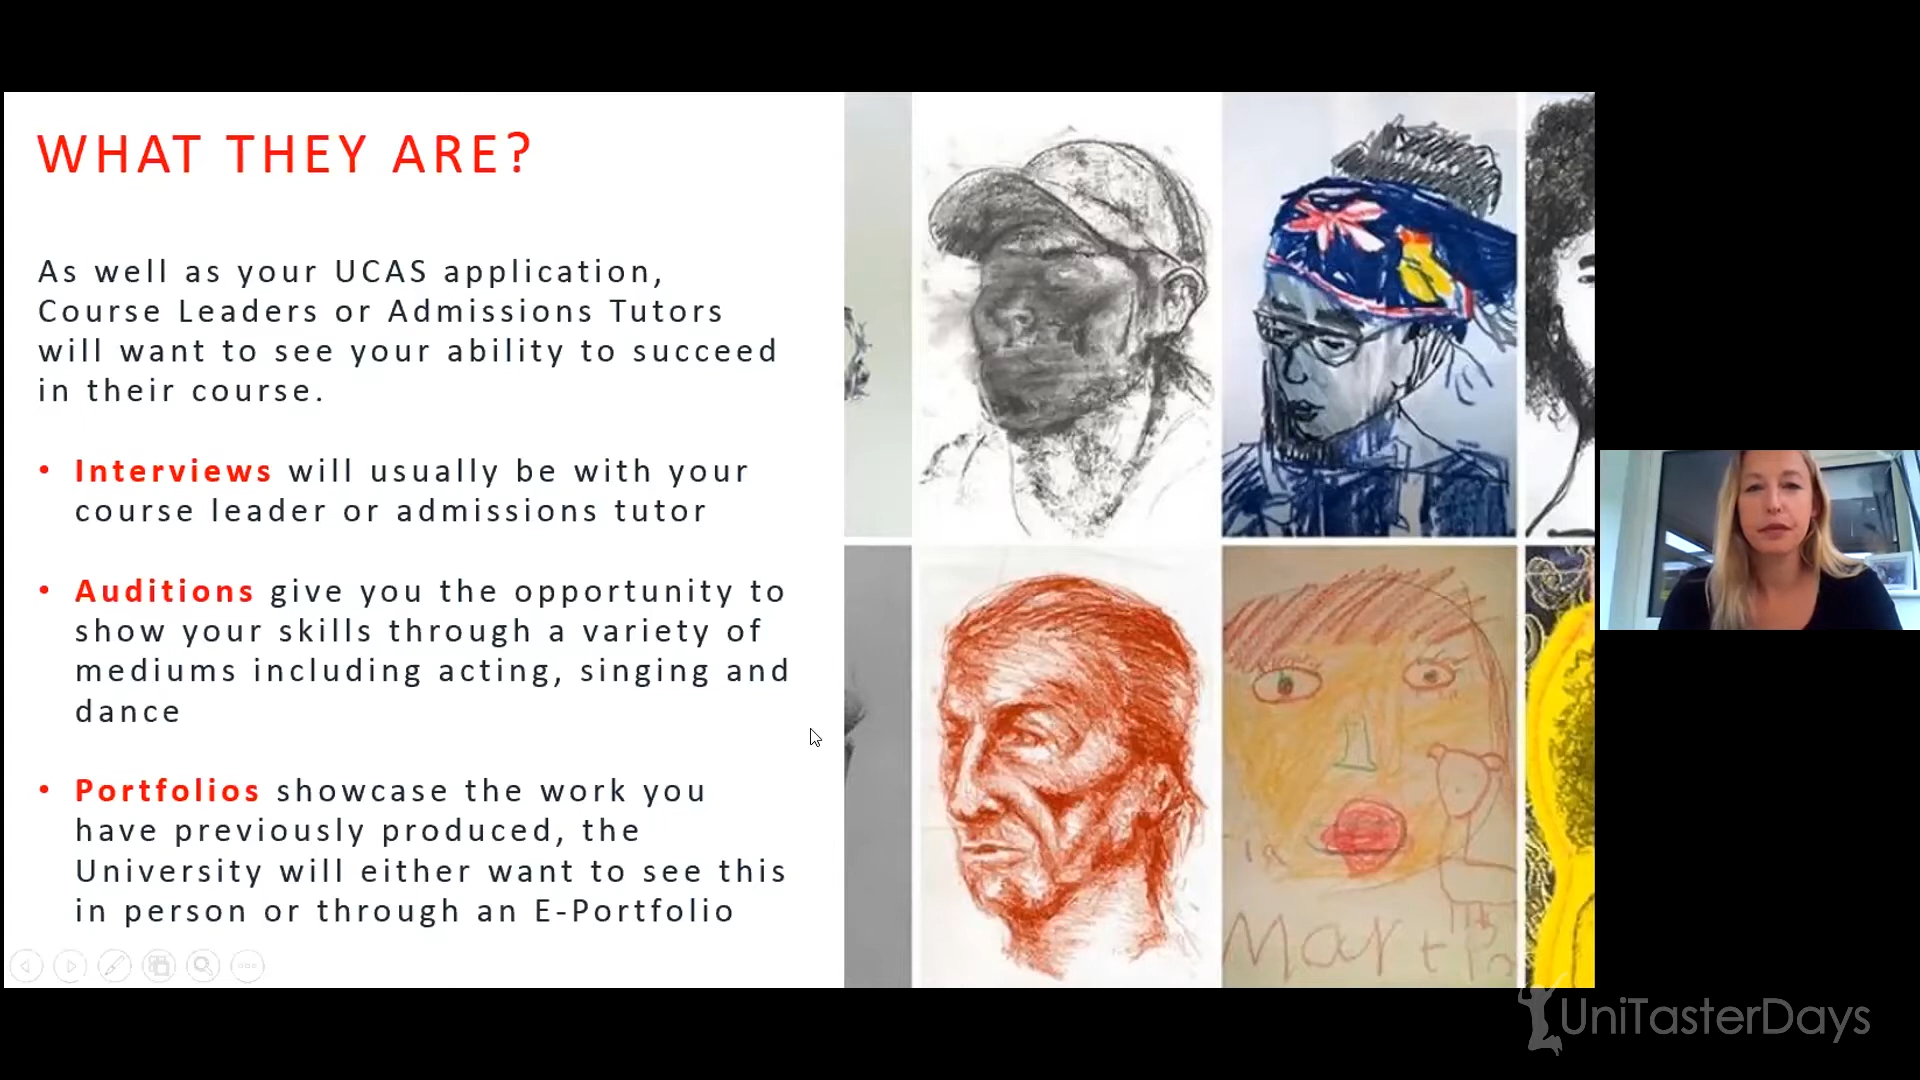 WHAT THEY ARE?
As well as your UCAS application,
Course Leaders or Admissions Tutors
will want to see your ability to succeed
in their course.
• Interviews will usually be with your
course leader or admissions tutor
• Auditions give you the opportunity to
show your skills through a variety of
mediums including acting, singing and
dance
• Portfolios showcase the work you
have previously produced, the
University will either want to see this
in person or through an E-Portfolio
Martin
UniTasterDays